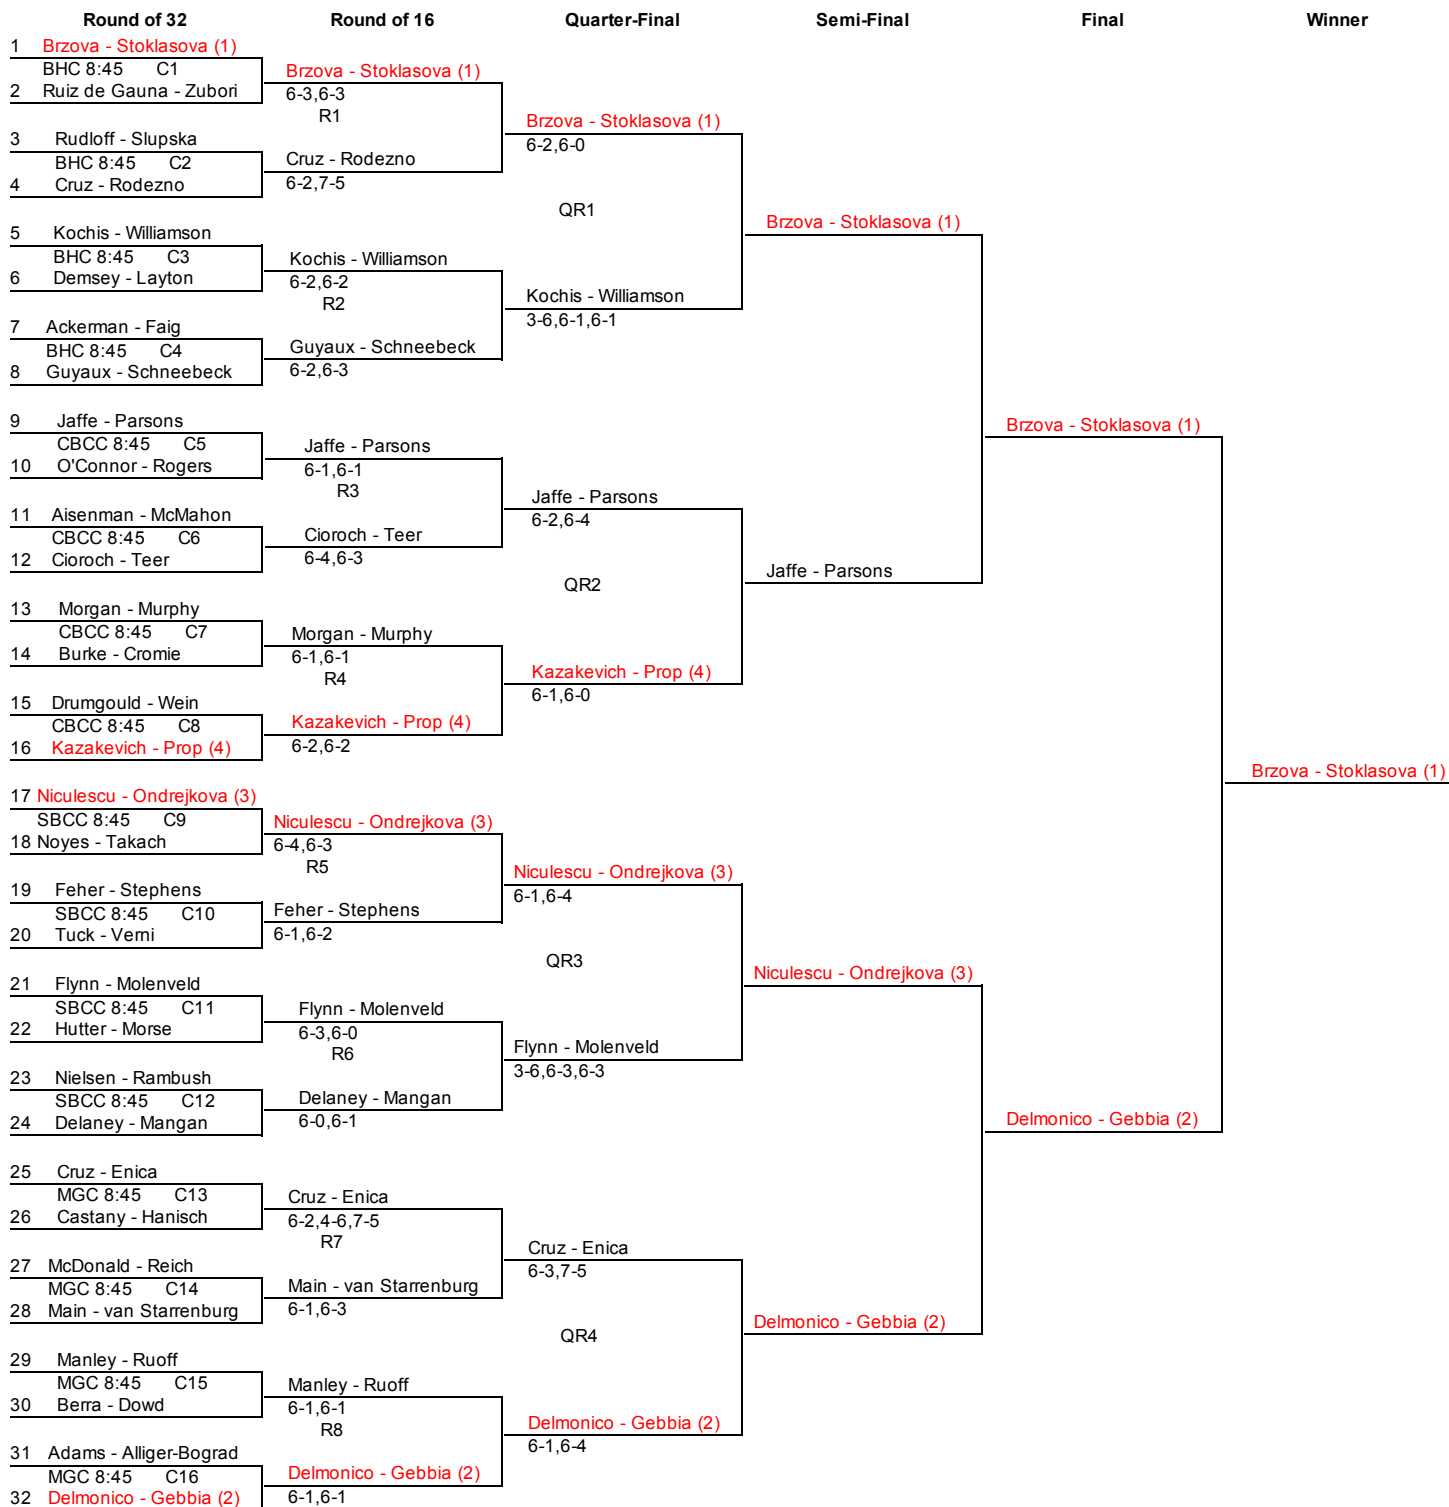 Round of 32 Round of 16 Quarter-Final Semi-Final Final Winner
1 Brzova - Stoklasova (1)
BHC 8:45 C1
2 Ruiz de Gauna - Zubori
3 Rudloff - Slupska
BHC 8:45 C2
4 Cruz - Rodezno
5 Kochis - Williamson
BHC 8:45 C3
6 Demsey - Layton
7 Ackerman - Faig
BHC 8:45 C4
8 Guyaux - Schneebeck
9 Jaffe - Parsons
CBCC 8:45 C5
10 O'Connor - Rogers
11 Aisenman - McMahon
CBCC 8:45 C6
12 Cioroch - Teer
13 Morgan - Murphy
CBCC 8:45 C7
14 Burke - Cromie
15 Drumgould - Wein
CBCC 8:45 C8
16 Kazakevich - Prop (4)
17 Niculescu - Ondrejkova (3)
SBCC 8:45 C9
18 Noyes - Takach
19 Feher - Stephens
SBCC 8:45 C10
20 Tuck - Verni
21 Flynn - Molenveld
SBCC 8:45 C11
22 Hutter - Morse
23 Nielsen - Rambush
SBCC 8:45 C12
24 Delaney - Mangan
25 Cruz - Enica
MGC 8:45 C13
26 Castany - Hanisch
27 McDonald - Reich
MGC 8:45 C14
28 Main - van Starrenburg
29 Manley - Ruoff
MGC 8:45 C15
30 Berra - Dowd
31 Adams - Alliger-Bograd
MGC 8:45 C16
32 Delmonico - Gebbia (2)
Brzova - Stoklasova (1)
6-3,6-3
R1
Cruz - Rodezno
6-2,7-5
Kochis - Williamson
6-2,6-2
R2
Guyaux - Schneebeck
6-2,6-3
Jaffe - Parsons
6-1,6-1
R3
Cioroch - Teer
6-4,6-3
Morgan - Murphy
6-1,6-1
R4
Kazakevich - Prop (4)
6-2,6-2
Niculescu - Ondrejkova (3)
6-4,6-3
R5
Feher - Stephens
6-1,6-2
Flynn - Molenveld
6-3,6-0
R6
Delaney - Mangan
6-0,6-1
Cruz - Enica
6-2,4-6,7-5
R7
Main - van Starrenburg
6-1,6-3
Manley - Ruoff
6-1,6-1
R8
Delmonico - Gebbia (2)
6-1,6-1
Brzova - Stoklasova (1)
6-2,6-0
QR1
Kochis - Williamson
3-6,6-1,6-1
Jaffe - Parsons
6-2,6-4
QR2
Kazakevich - Prop (4)
6-1,6-0
Niculescu - Ondrejkova (3)
6-1,6-4
QR3
Flynn - Molenveld
3-6,6-3,6-3
Cruz - Enica
6-3,7-5
QR4
Delmonico - Gebbia (2)
6-1,6-4
Brzova - Stoklasova (1)
Jaffe - Parsons
Niculescu - Ondrejkova (3)
Delmonico - Gebbia (2)
Brzova - Stoklasova (1)
Delmonico - Gebbia (2)
Brzova - Stoklasova (1)